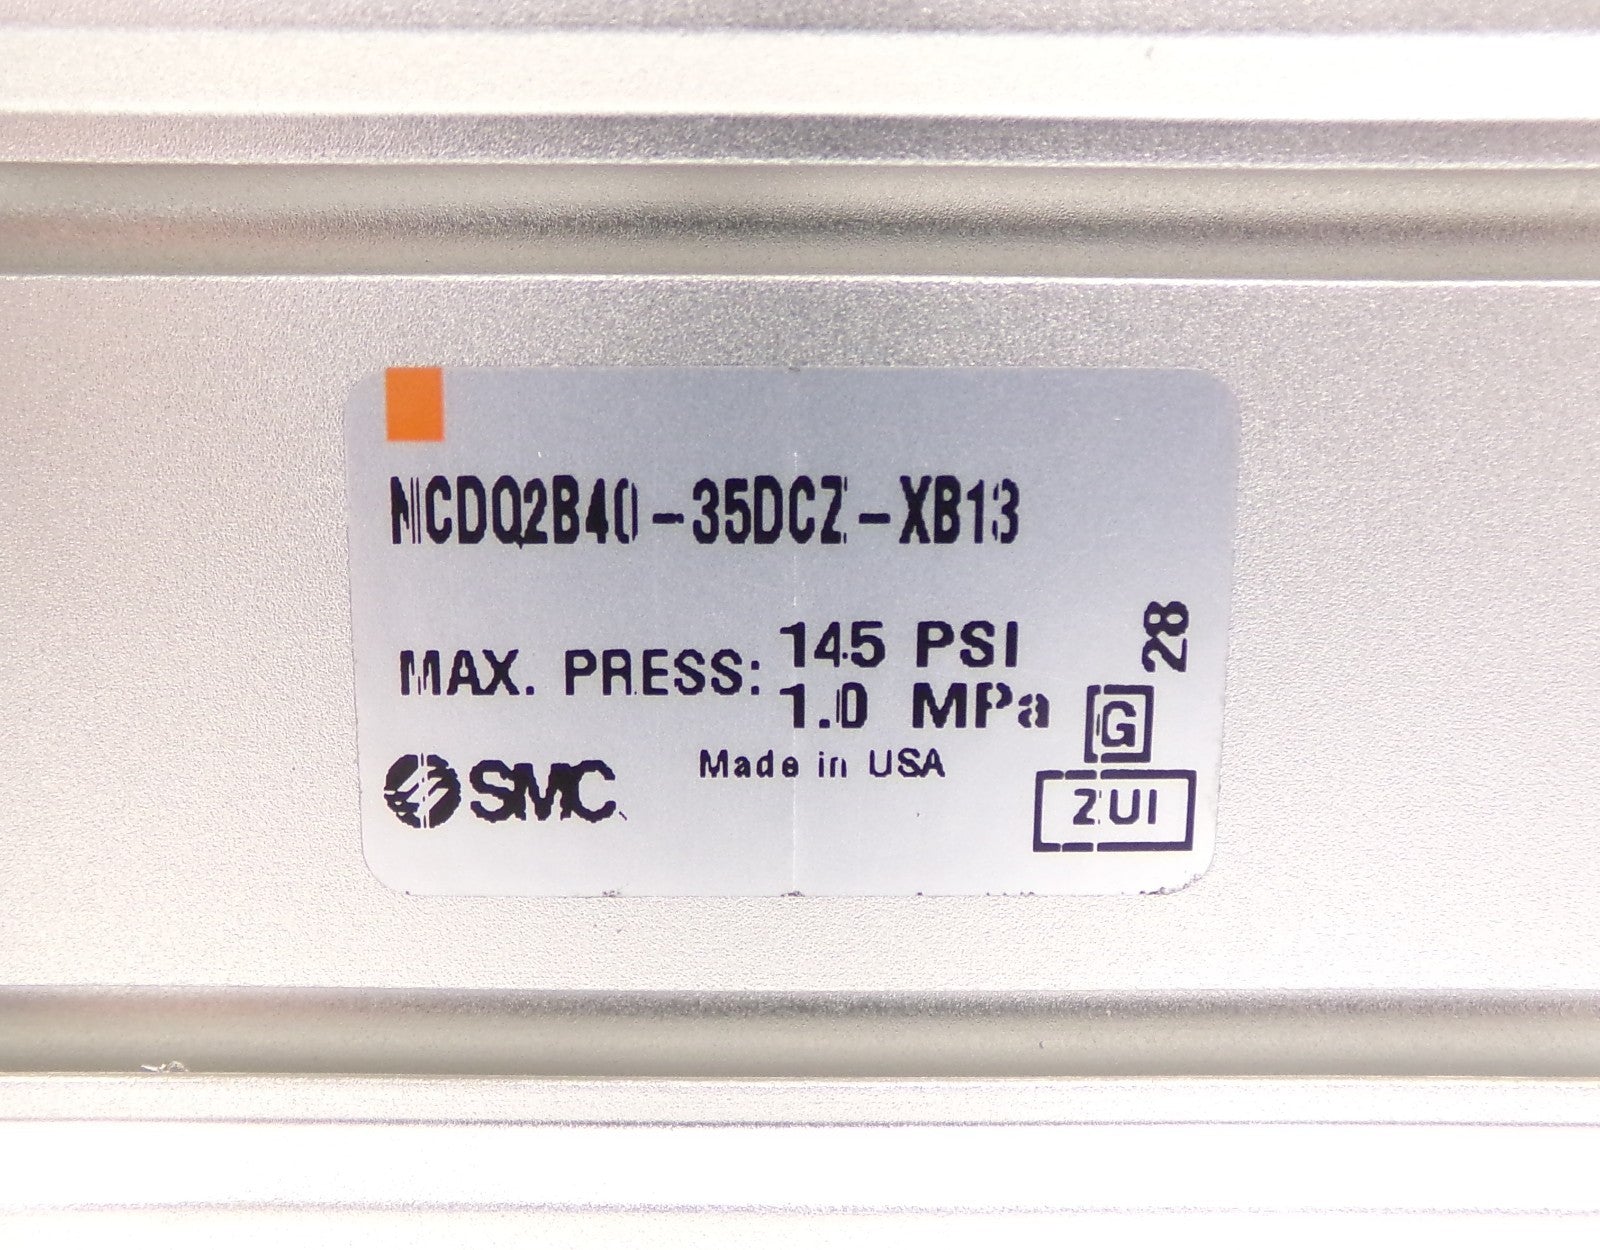 NCDQ2B40-35DCZ-XB13
MAX. PRESS: 145 PSI
1.0 MPa
28
G
Made in USA
SMC
ZUI